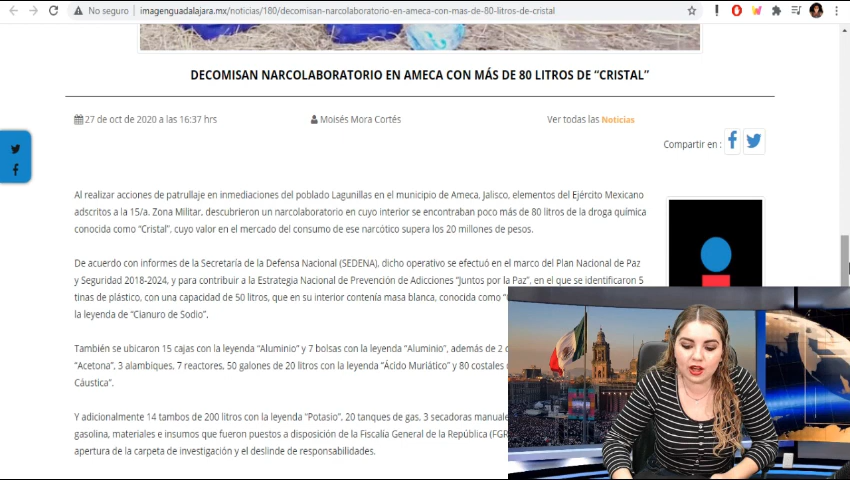 No seguro
imagenguadalajara.mx/noticias/180/decomisan-narcolaboratorio-en-ameca-con-mas-de-80-litros-de-cristal
DECOMISAN NARCOLABORATORIO EN AMECA CON MÁS DE 80 LITROS DE “CRISTAL”
27 de oct de 2020 a las 16:37 hrs
Moisés Mora Cortés
Ver todas las Noticias
Compartir en :
Al realizar acciones de patrullaje en inmediaciones del poblado Lagunillas en el municipio de Ameca, Jalisco, elementos del Ejército Mexicano
adscritos a la 15/a. Zona Militar, descubrieron un narcolaboratorio en cuyo interior se encontraban poco más de 80 litros de la droga química
conocida como “Cristal”, cuyo valor en el mercado del consumo de ese narcótico supera los 20 millones de pesos.
De acuerdo con informes de la Secretaría de la Defensa Nacional (SEDENA), dicho operativo se efectuó en el marco del Plan Nacional de Paz
y Seguridad 2018-2024, y para contribuir a la Estrategia Nacional de Prevención de Adicciones “Juntos por la Paz”, en el que se identificaron 5
tinas de plástico, con una capacidad de 50 litros, que en su interior contenía masa blanca, conocida como
la leyenda de “Cianuro de Sodio”.
También se ubicaron 15 cajas con la leyenda “Aluminio” y 7 bolsas con la leyenda “Aluminio”, además de 2
“Acetona”, 3 alambiques, 7 reactores, 50 galones de 20 litros con la leyenda “Ácido Muriático” y 80 costales
Cáustica”.
Y adicionalmente 14 tambos de 200 litros con la leyenda “Potasio”, 20 tanques de gas, 3 secadoras manuale
gasolina, materiales e insumos que fueron puestos a disposición de la Fiscalía General de la República (FGR
apertura de la carpeta de investigación y el deslinde de responsabilidades.